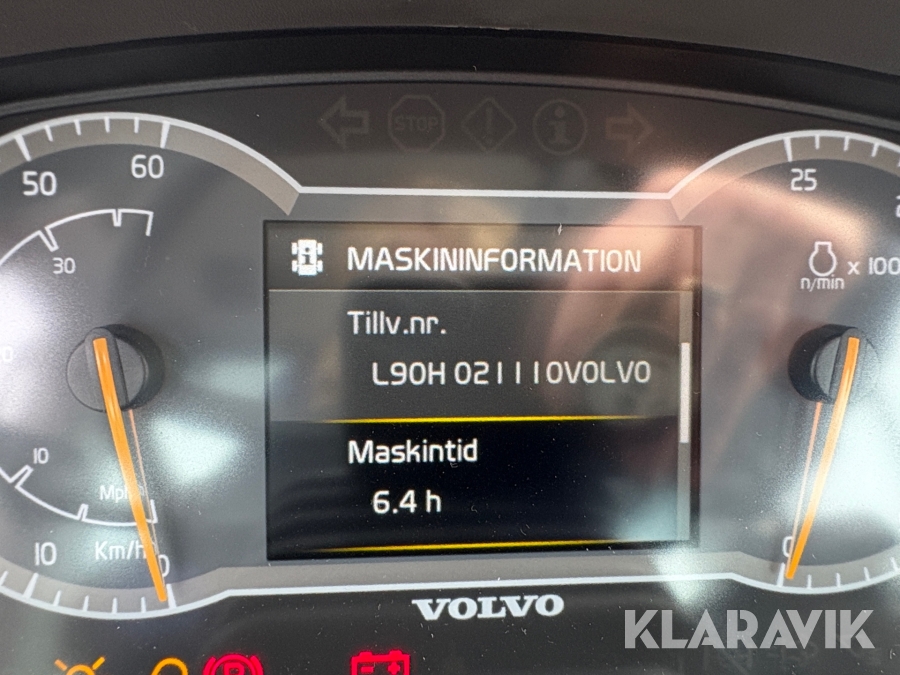 STOP
50
60
25
30
MASKININFORMATION
x 100
n/min
Tillv.nr.
L90H 021110VOLVO
Maskintid
10
6.4 h
Mph
10
Km/h
0
0
VOLVO
KLARAVIK